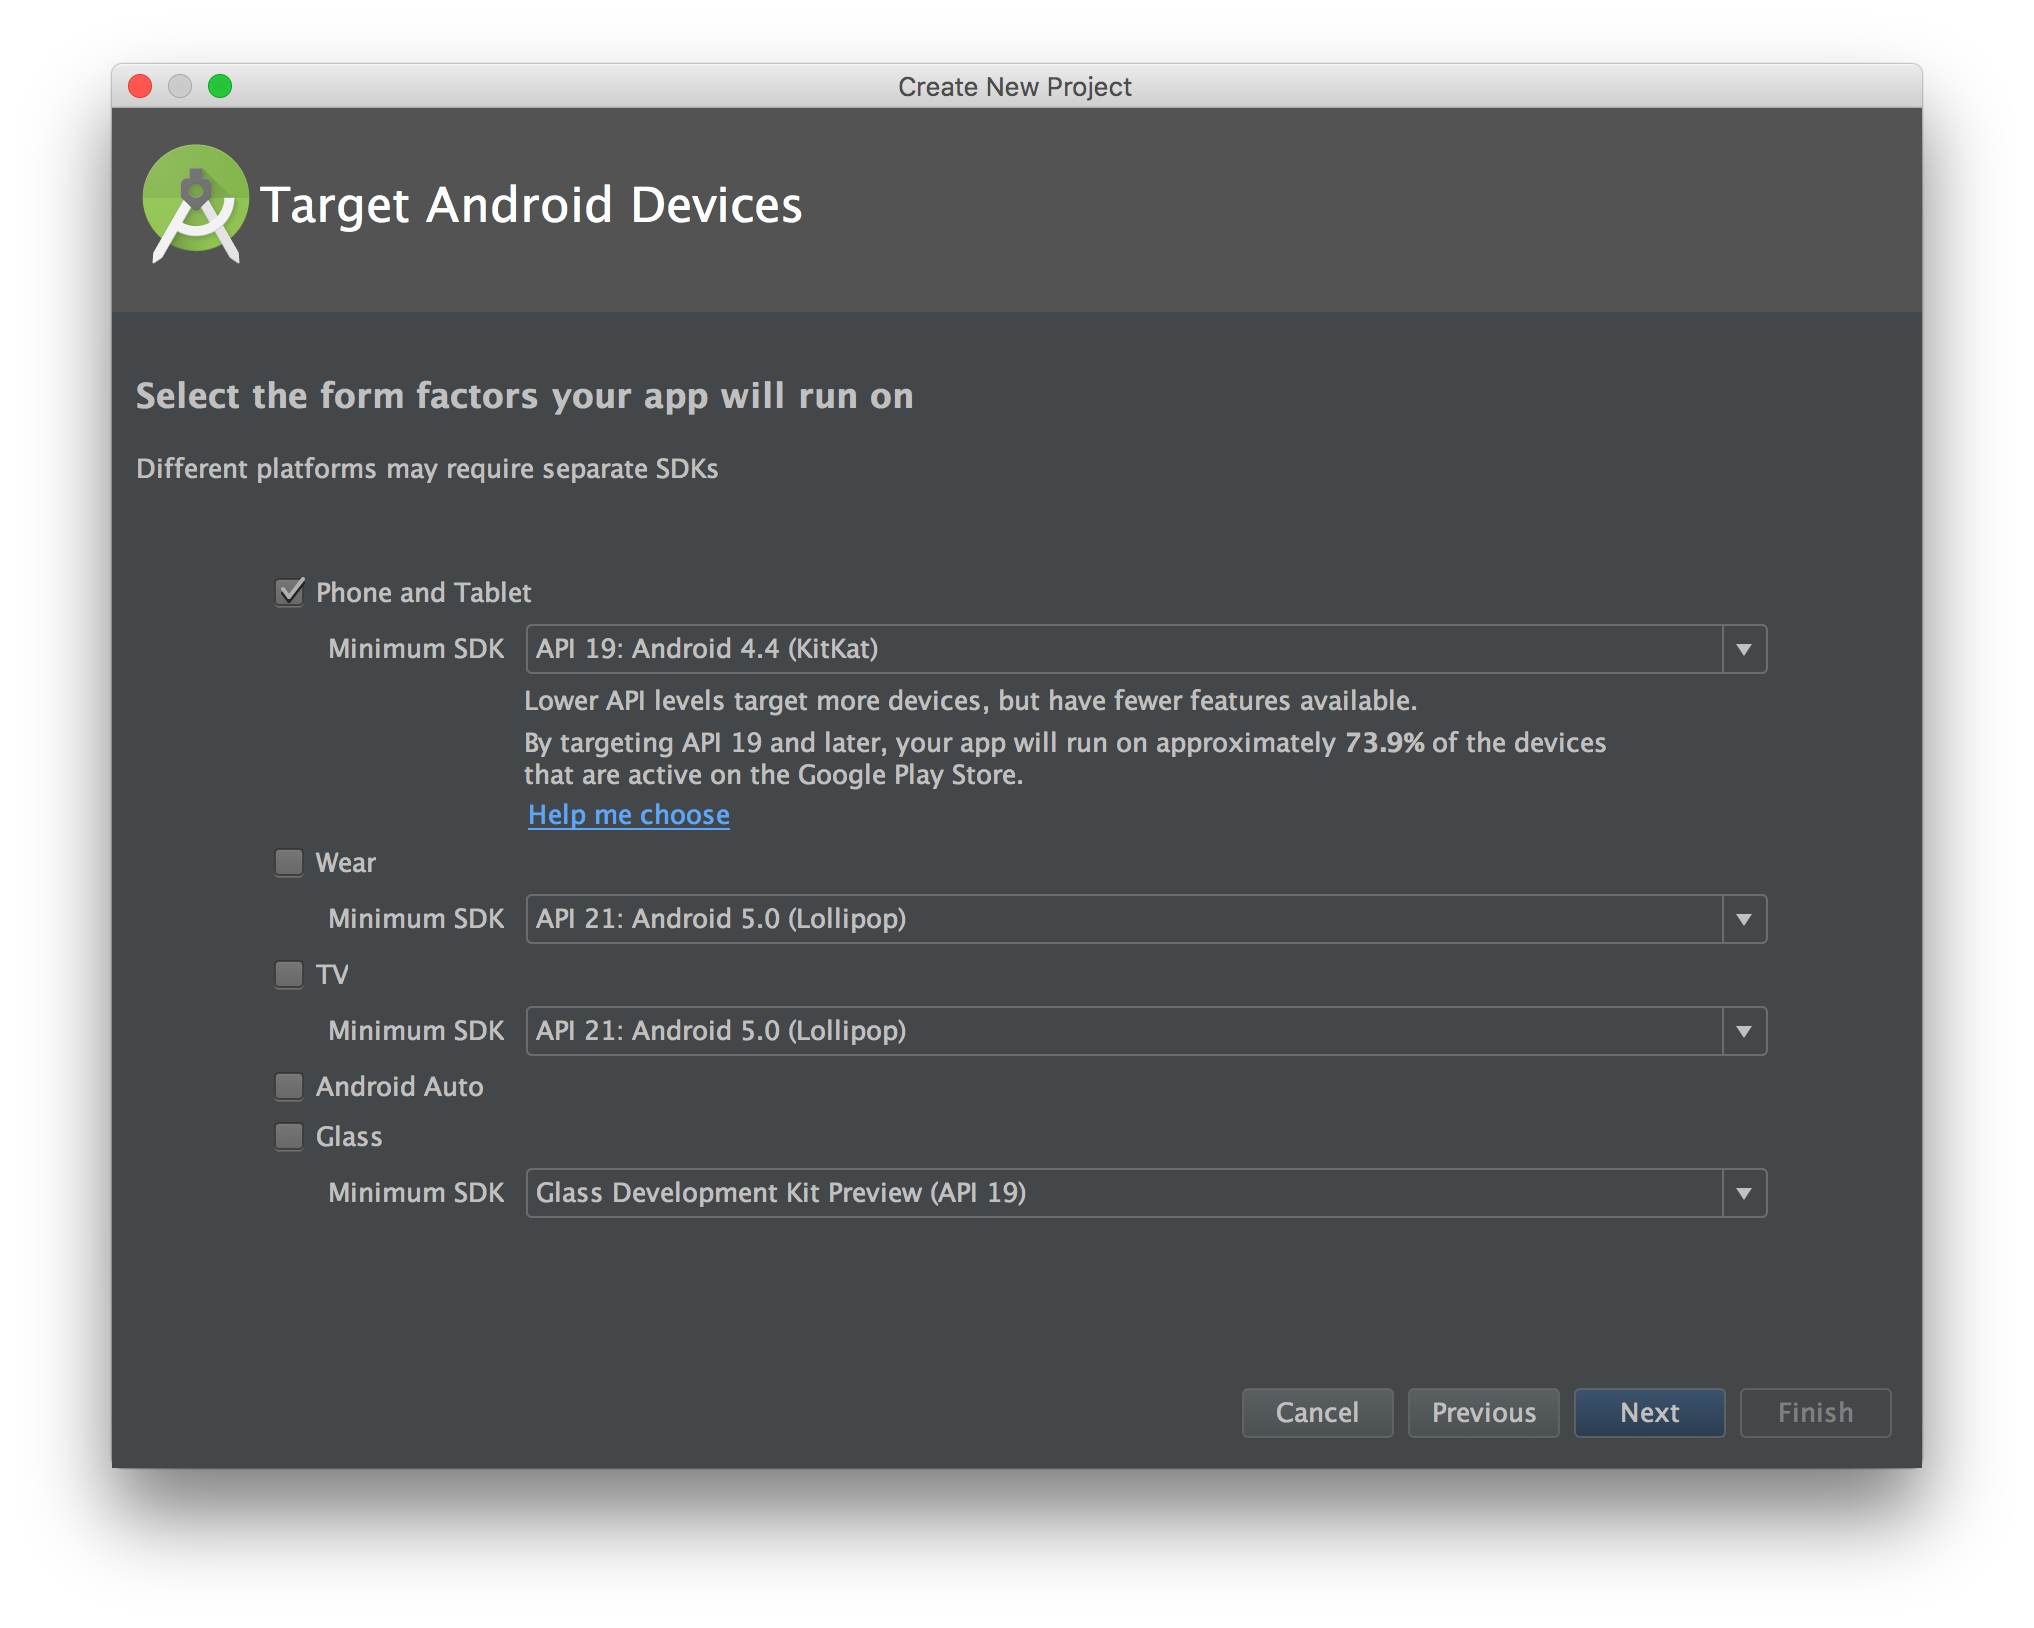 Create New Project
Target Android Devices
Select the form factors your app will run on
Different platforms may require separate SDKs
Phone and Tablet
Minimum SDK API 19: Android 4.4 (KitKat)
Lower API levels target more devices, but have fewer features available.
By targeting API 19 and later, your app will run on approximately 73.9% of the devices
that are active on the Google Play Store.
Help me choose
Wear
Minimum SDK API 21: Android 5.0 (Lollipop)
TV
Minimum SDK API 21: Android 5.0 (Lollipop)
Android Auto
Glass
Minimum SDK Glass Development Kit Preview (API 19)
Cancel Previous Next Finish